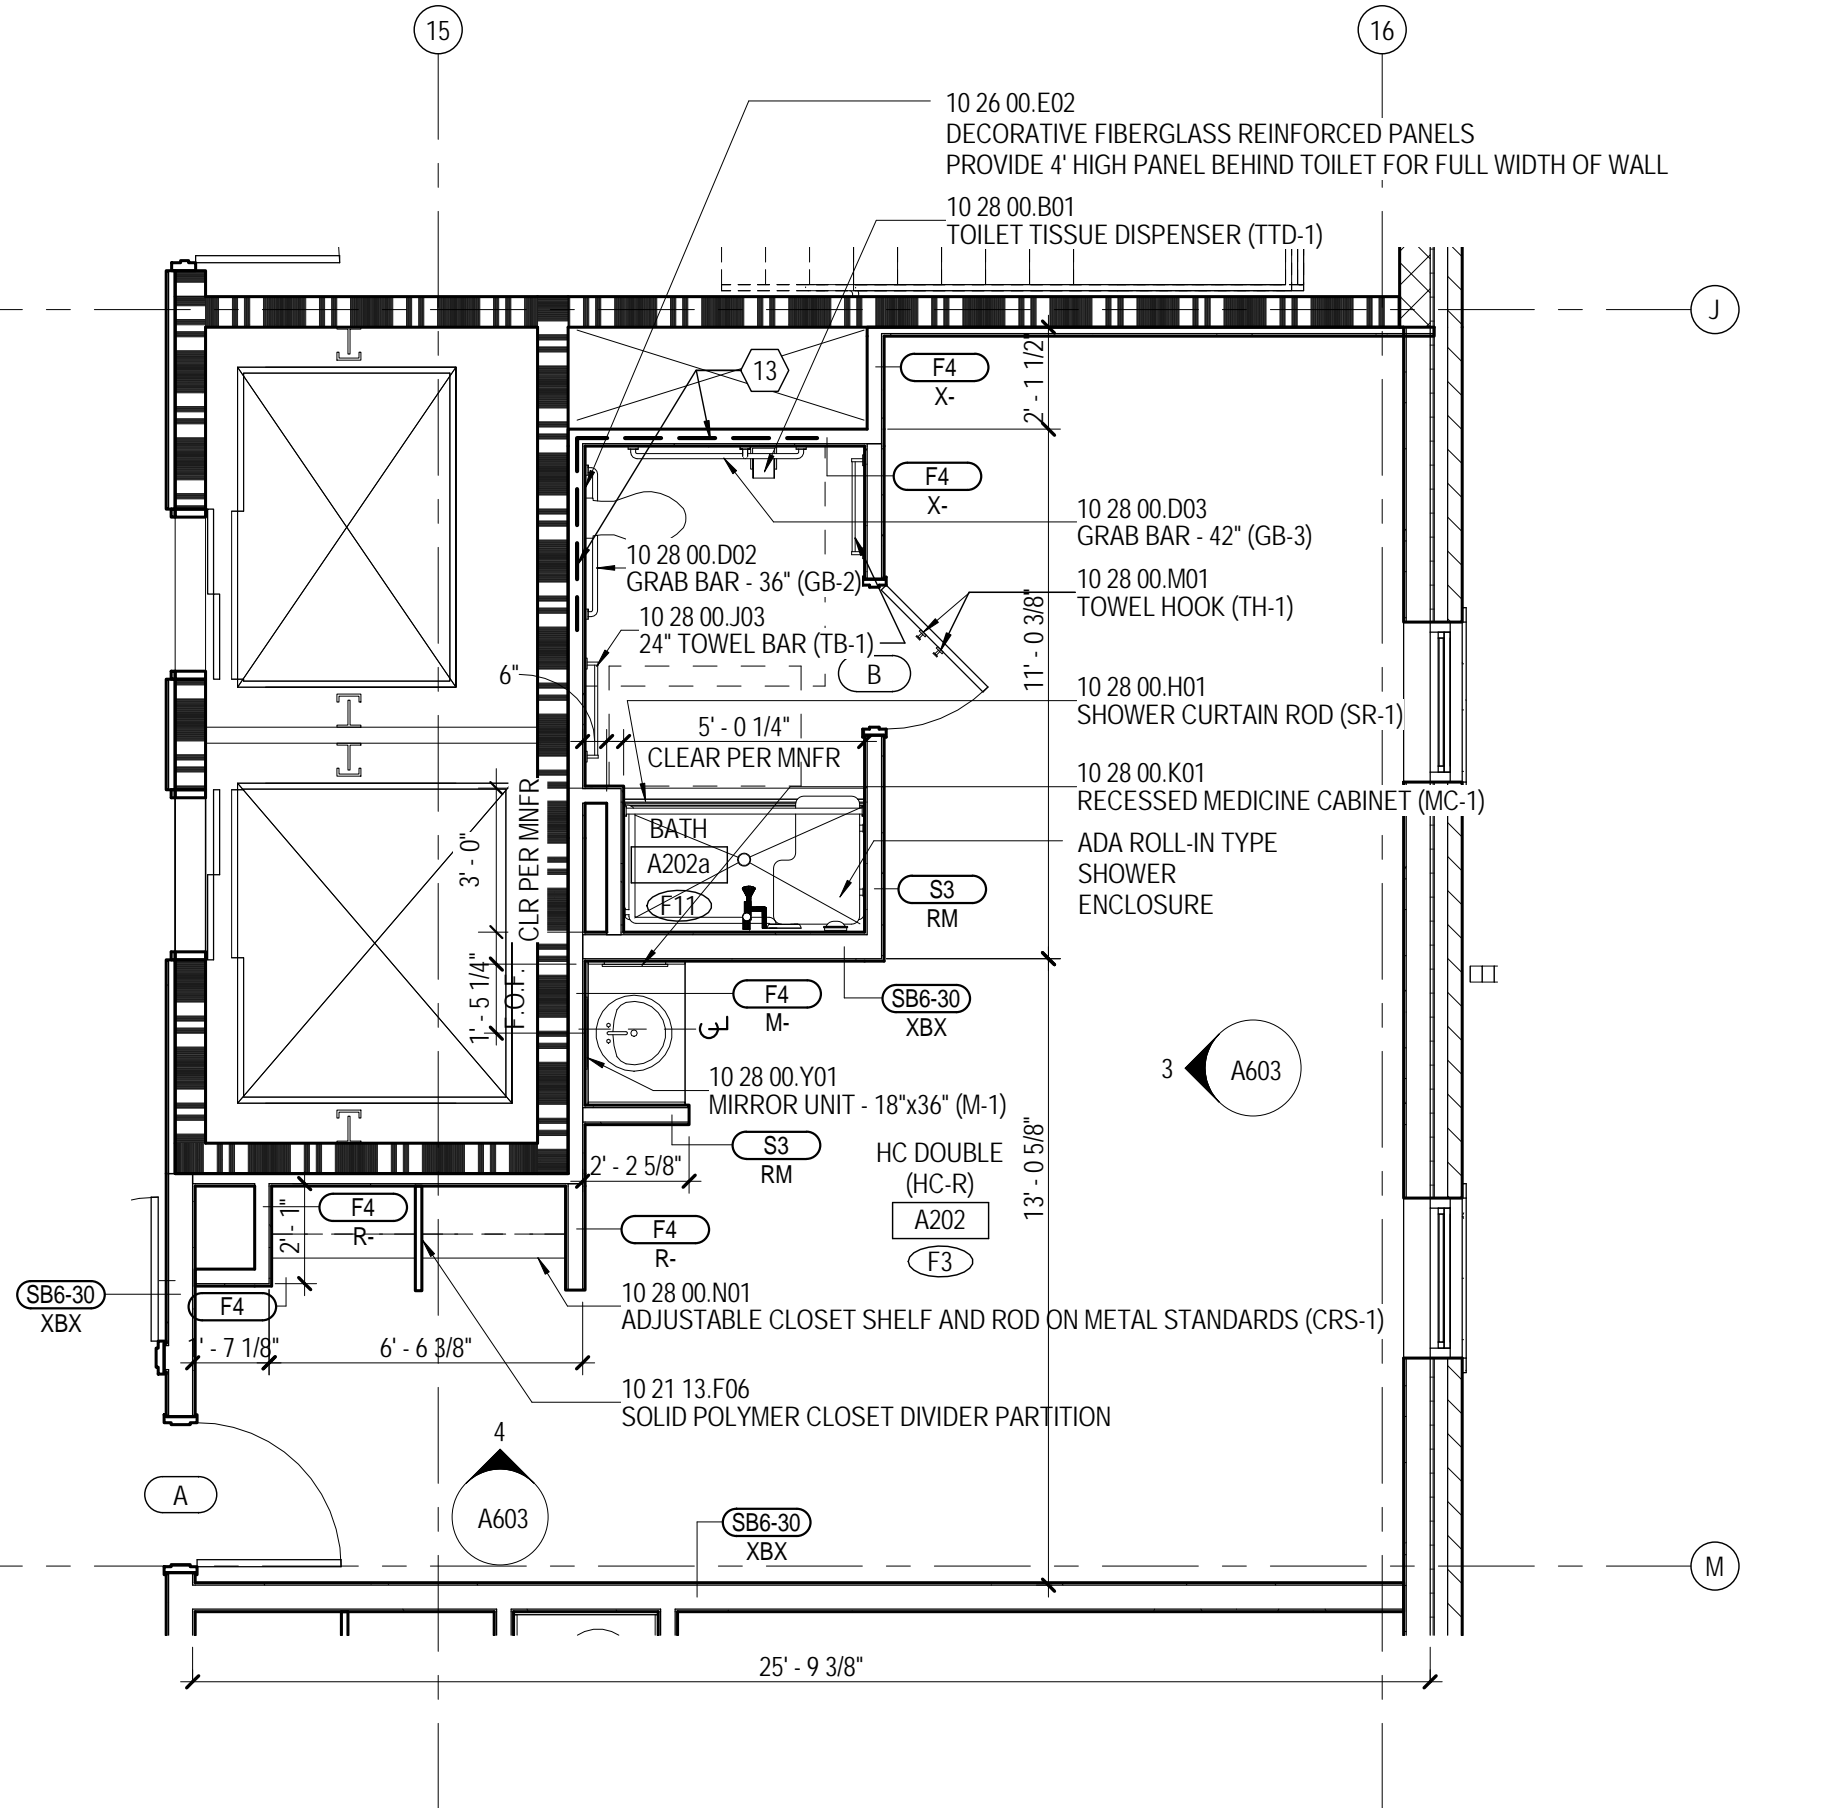 15
16
10 26 00.E02
DECORATIVE FIBERGLASS REINFORCED PANELS
PROVIDE 4' HIGH PANEL BEHIND TOILET FOR FULL WIDTH OF WALL
10 28 00.B01
TOILET TISSUE DISPENSER (TTD-1)
J
13
F4
X-
2' - 1 1/2"
F4
X-
10 28 00.D03
GRAB BAR - 42" (GB-3)
10 28 00.D02
GRAB BAR - 36" (GB-2)
10 28 00.M01
TOWEL HOOK (TH-1)
10 28 00.J03
24" TOWEL BAR (TB-1)
11' - 0 3/8"
6"
B
10 28 00.H01
SHOWER CURTAIN ROD (SR-1)
5' - 0 1/4"
CLEAR PER MNFR
10 28 00.K01
RECESSED MEDICINE CABINET (MC-1)
3' - 0"
CLR PER MNFR
BATH
A202a
F11
ADA ROLL-IN TYPE
SHOWER
ENCLOSURE
S3
RM
1' - 5 1/4"
F.O.F.
F4
M-
SB6-30
XBX
CL
3
A603
10 28 00.Y01
MIRROR UNIT - 18"x36" (M-1)
S3
RM
2' - 2 5/8"
HC DOUBLE
(HC-R)
A202
F3
13' - 0 5/8"
F4
R-
2' - 1"
F4
R-
SB6-30
XBX
F4
10 28 00.N01
ADJUSTABLE CLOSET SHELF AND ROD ON METAL STANDARDS (CRS-1)
1' - 7 1/8"
6' - 6 3/8"
10 21 13.F06
SOLID POLYMER CLOSET DIVIDER PARTITION
4
A603
A
SB6-30
XBX
M
25' - 9 3/8"